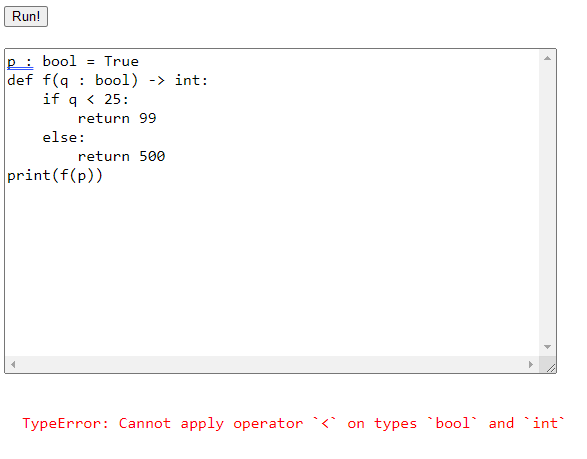 Run!
p : bool = True
def f(q : bool) -> int:
    if q < 25:
        return 99
    else:
        return 500
print(f(p))
TypeError: Cannot apply operator `<` on types `bool` and `int`